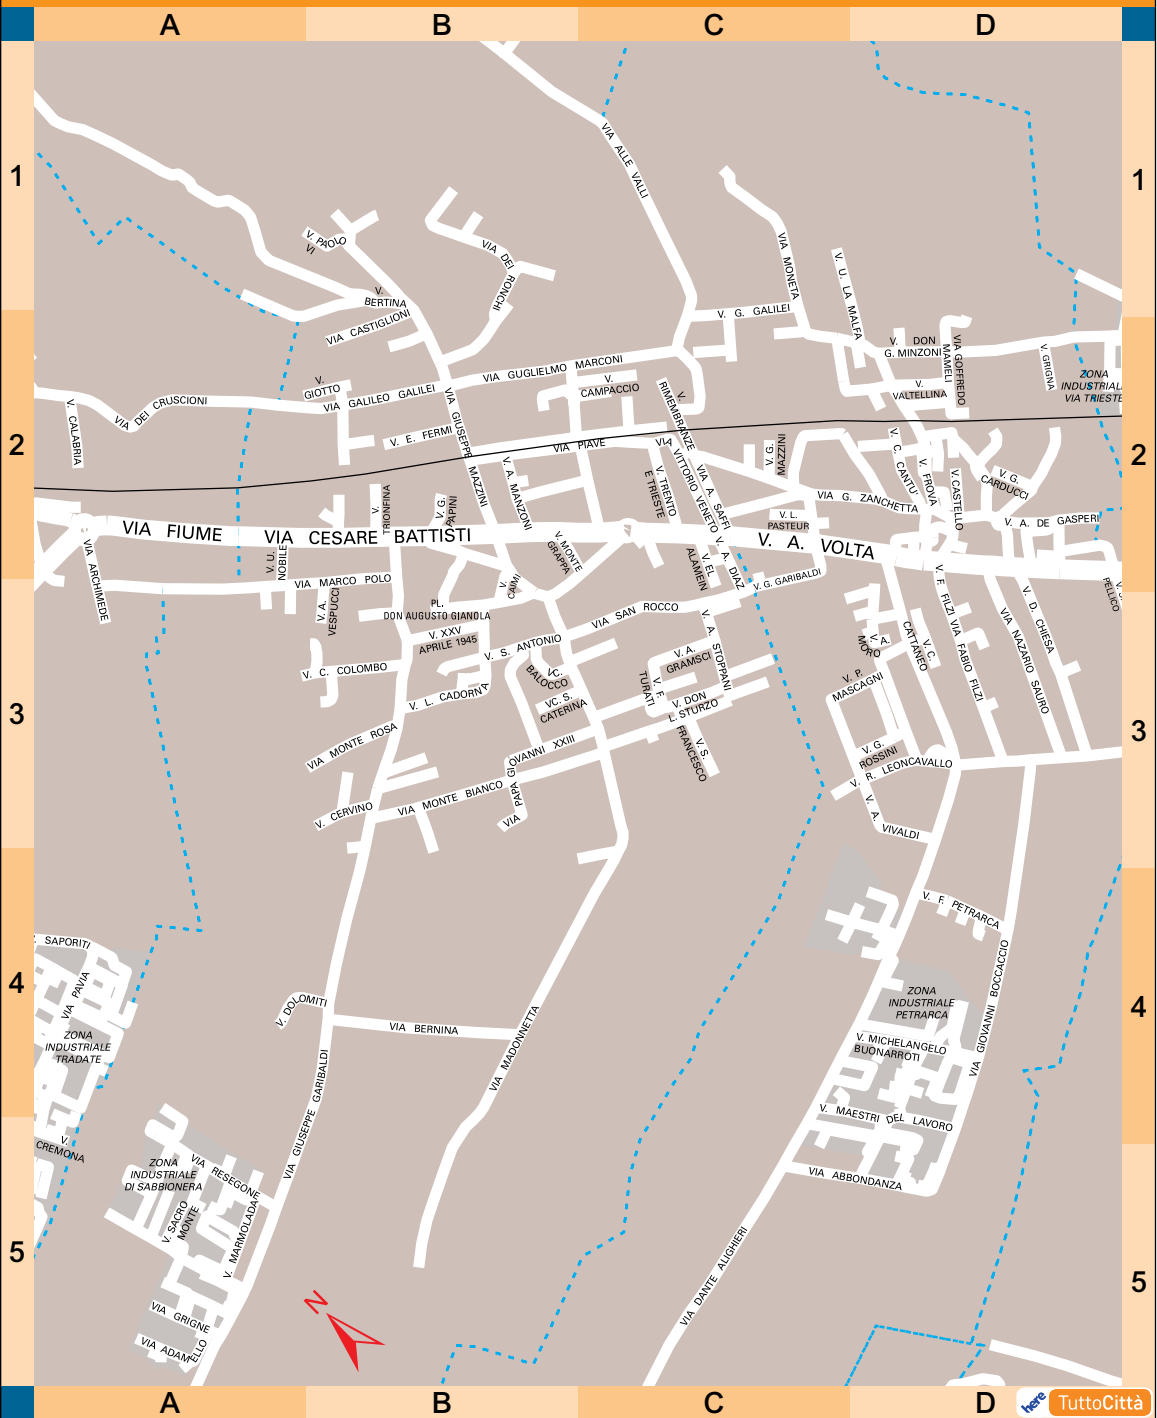 A
B
C
D
1
1
VIA ALLE VALLI
V. PAOLO
VI
VIA DEI RONCHI
VIA MONETA
V. U. LA MALFA
V.
BERTINA
VIA CASTIGLIONI
V. G. GALILEI
V. DON
G. MINZONI
MAMELI
VIA GOFFREDO
V. GRIGNA
ZONA
INDUSTRIALE
VIA TRIESTE
VIA GUGLIELMO MARCONI
V.
CAMPACCIO
V.
RIMEMBRANZE
V.
VALTELLINA
V.
GIOTTO
VIA GALILEO GALILEI
VIA DEI CRUSCIONI
V. CALABRIA
2
2
V. E. FERMI
VIA GIUSEPPE MAZZINI
VIA PIAVE
VIA VITTORIO VENETO
V. TRENTO
E TRIESTE
VIA A. SAFFI
V. G.
MAZZINI
V. C. CANTU'
V. FROVA
V. CASTELLO
V. G.
CARDUCCI
VIA G. ZANCHETTA
V. A. DE GASPERI
V. L.
PASTEUR
V. A. MANZONI
V.
TRIONFINA
V. G.
PAPINI
VIA FIUME
VIA CESARE BATTISTI
V. A. VOLTA
V. MONTE
GRAPPA
VIA ARCHIMEDE
V. U.
NOBILE
VIA MARCO POLO
V. A.
VESPUCCI
V.
CAIMI
V. EL
ALAMEIN
V. A. DIAZ
V. G. GARIBALDI
PL.
DON AUGUSTO GIANOLA
V. XXV
APRILE 1945
V. S. ANTONIO
VIA SAN ROCCO
V. A. STOPPANI
V. A.
GRAMSCI
V. F.
TURATI
V. DON
L. STURZO
V. S.
FRANCESCO
V. C. COLOMBO
V. L. CADORNA
VC.
BALOCCO
VC. S.
CATERINA
V. A.
MORO
CATTANEO
V. C.
V. F. FILZI
VIA FABIO FILZI
VIA NAZARIO SAURO
V. D. CHIESA
PELLICO
V. P.
MASCAGNI
3
3
VIA MONTE ROSA
V. CERVINO
VIA MONTE BIANCO
VIA PAPA GIOVANNI XXIII
V. G.
ROSSINI
V. R. LEONCAVALLO
V. A. VIVALDI
V. F. PETRARCA
VIA GIOVANNI BOCCACCIO
ZONA
INDUSTRIALE
PETRARCA
V. SAPORITI
VIA PAVIA
ZONA
INDUSTRIALE
TRADATE
4
4
V. DOLOMITI
VIA BERNINA
VIA MADONNETTA
VIA GIUSEPPE GARIBALDI
V. MICHELANGELO
BUONARROTI
V. MAESTRI DEL LAVORO
VIA ABBONDANZA
VIA DANTE ALIGHIERI
V.
CREMONA
ZONA
INDUSTRIALE
DI SABBIONERA
VIA RESEGONE
V. SACRO
MONTE
V. MARMOLADA
5
5
VIA GRIGNE
VIA ADAMELLO
N
A
B
C
D
here
TuttoCittà